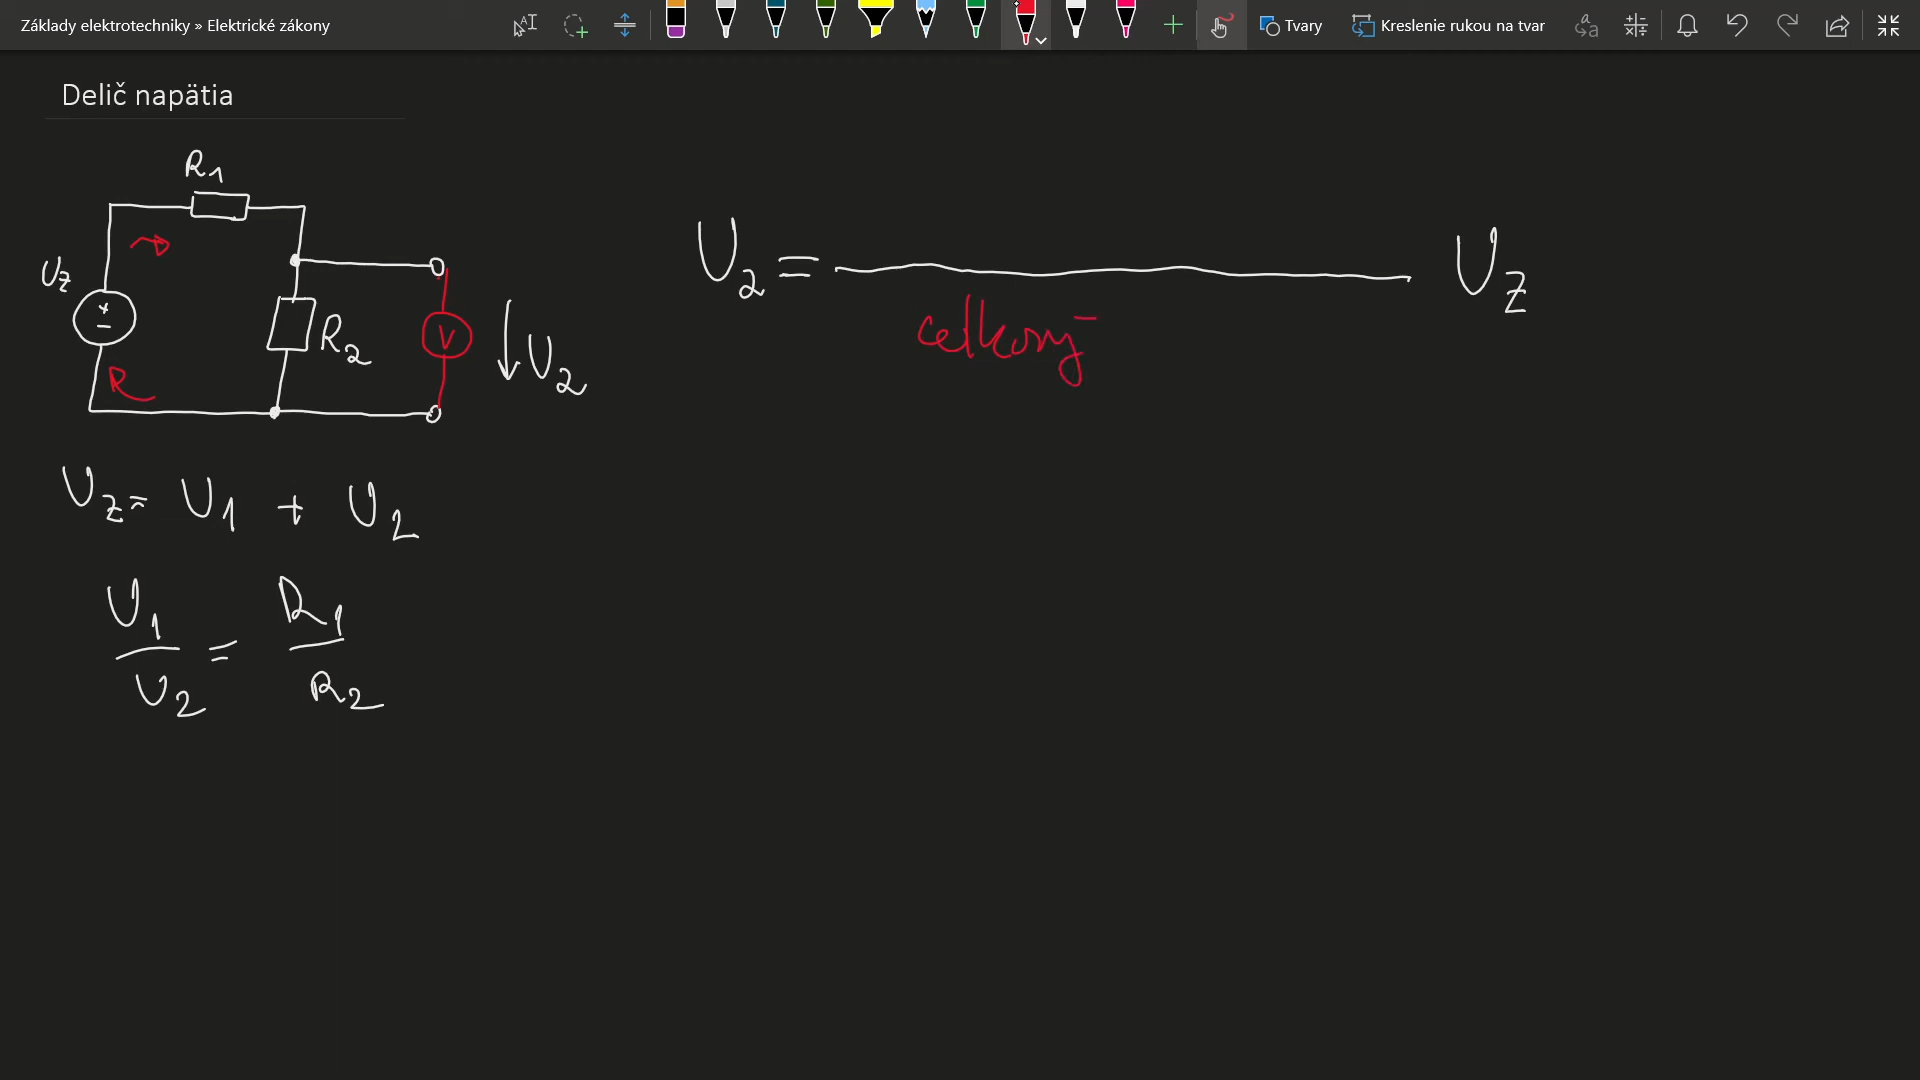 Základy elektrotechniky » Elektrické zákony
Tvary
Kreslenie rukou na tvar
Delič napätia
R1
Uz
+
−
R2
V
U2
R
U2 = ———— Uz
celkový
Uz = U1 + U2
U1/U2 = R1/R2